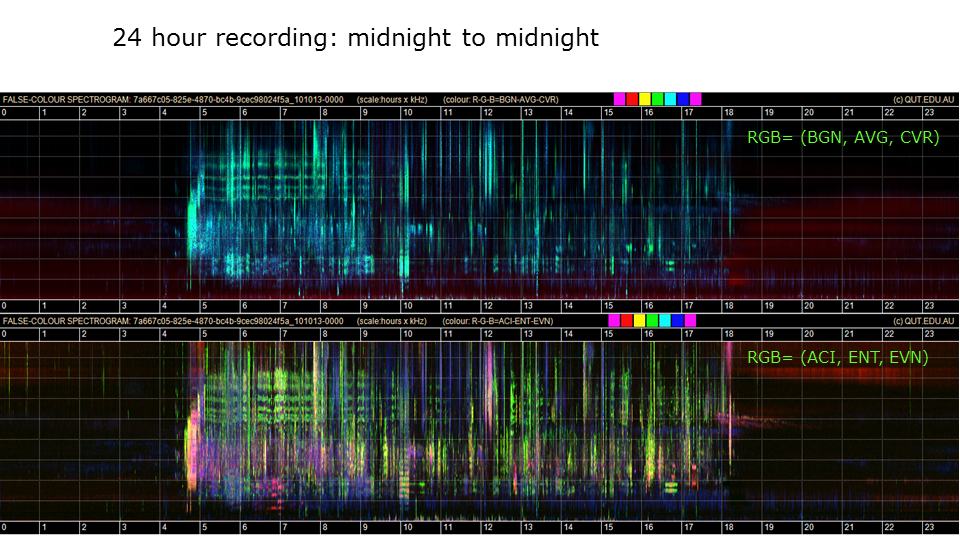 24 hour recording: midnight to midnight
FALSE-COLOUR SPECTROGRAM: 7a667c05-825e-4870-bc4b-9cec98024f5a_101013-0000 (scale:hours x kHz) (colour: R-G-B=BGN-AVG-CVR) (c) QUT.EDU.AU
0 1 2 3 4 5 6 7 8 9 10 11 12 13 14 15 16 17 18 19 20 21 22 23
RGB= (BGN, AVG, CVR)
0 1 2 3 4 5 6 7 8 9 10 11 12 13 14 15 16 17 18 19 20 21 22 23
FALSE-COLOUR SPECTROGRAM: 7a667c05-825e-4870-bc4b-9cec98024f5a_101013-0000 (scale:hours x kHz) (colour: R-G-B=ACI-ENT-EVN) (c) QUT.EDU.AU
0 1 2 3 4 5 6 7 8 9 10 11 12 13 14 15 16 17 18 19 20 21 22 23
RGB= (ACI, ENT, EVN)
0 1 2 3 4 5 6 7 8 9 10 11 12 13 14 15 16 17 18 19 20 21 22 23